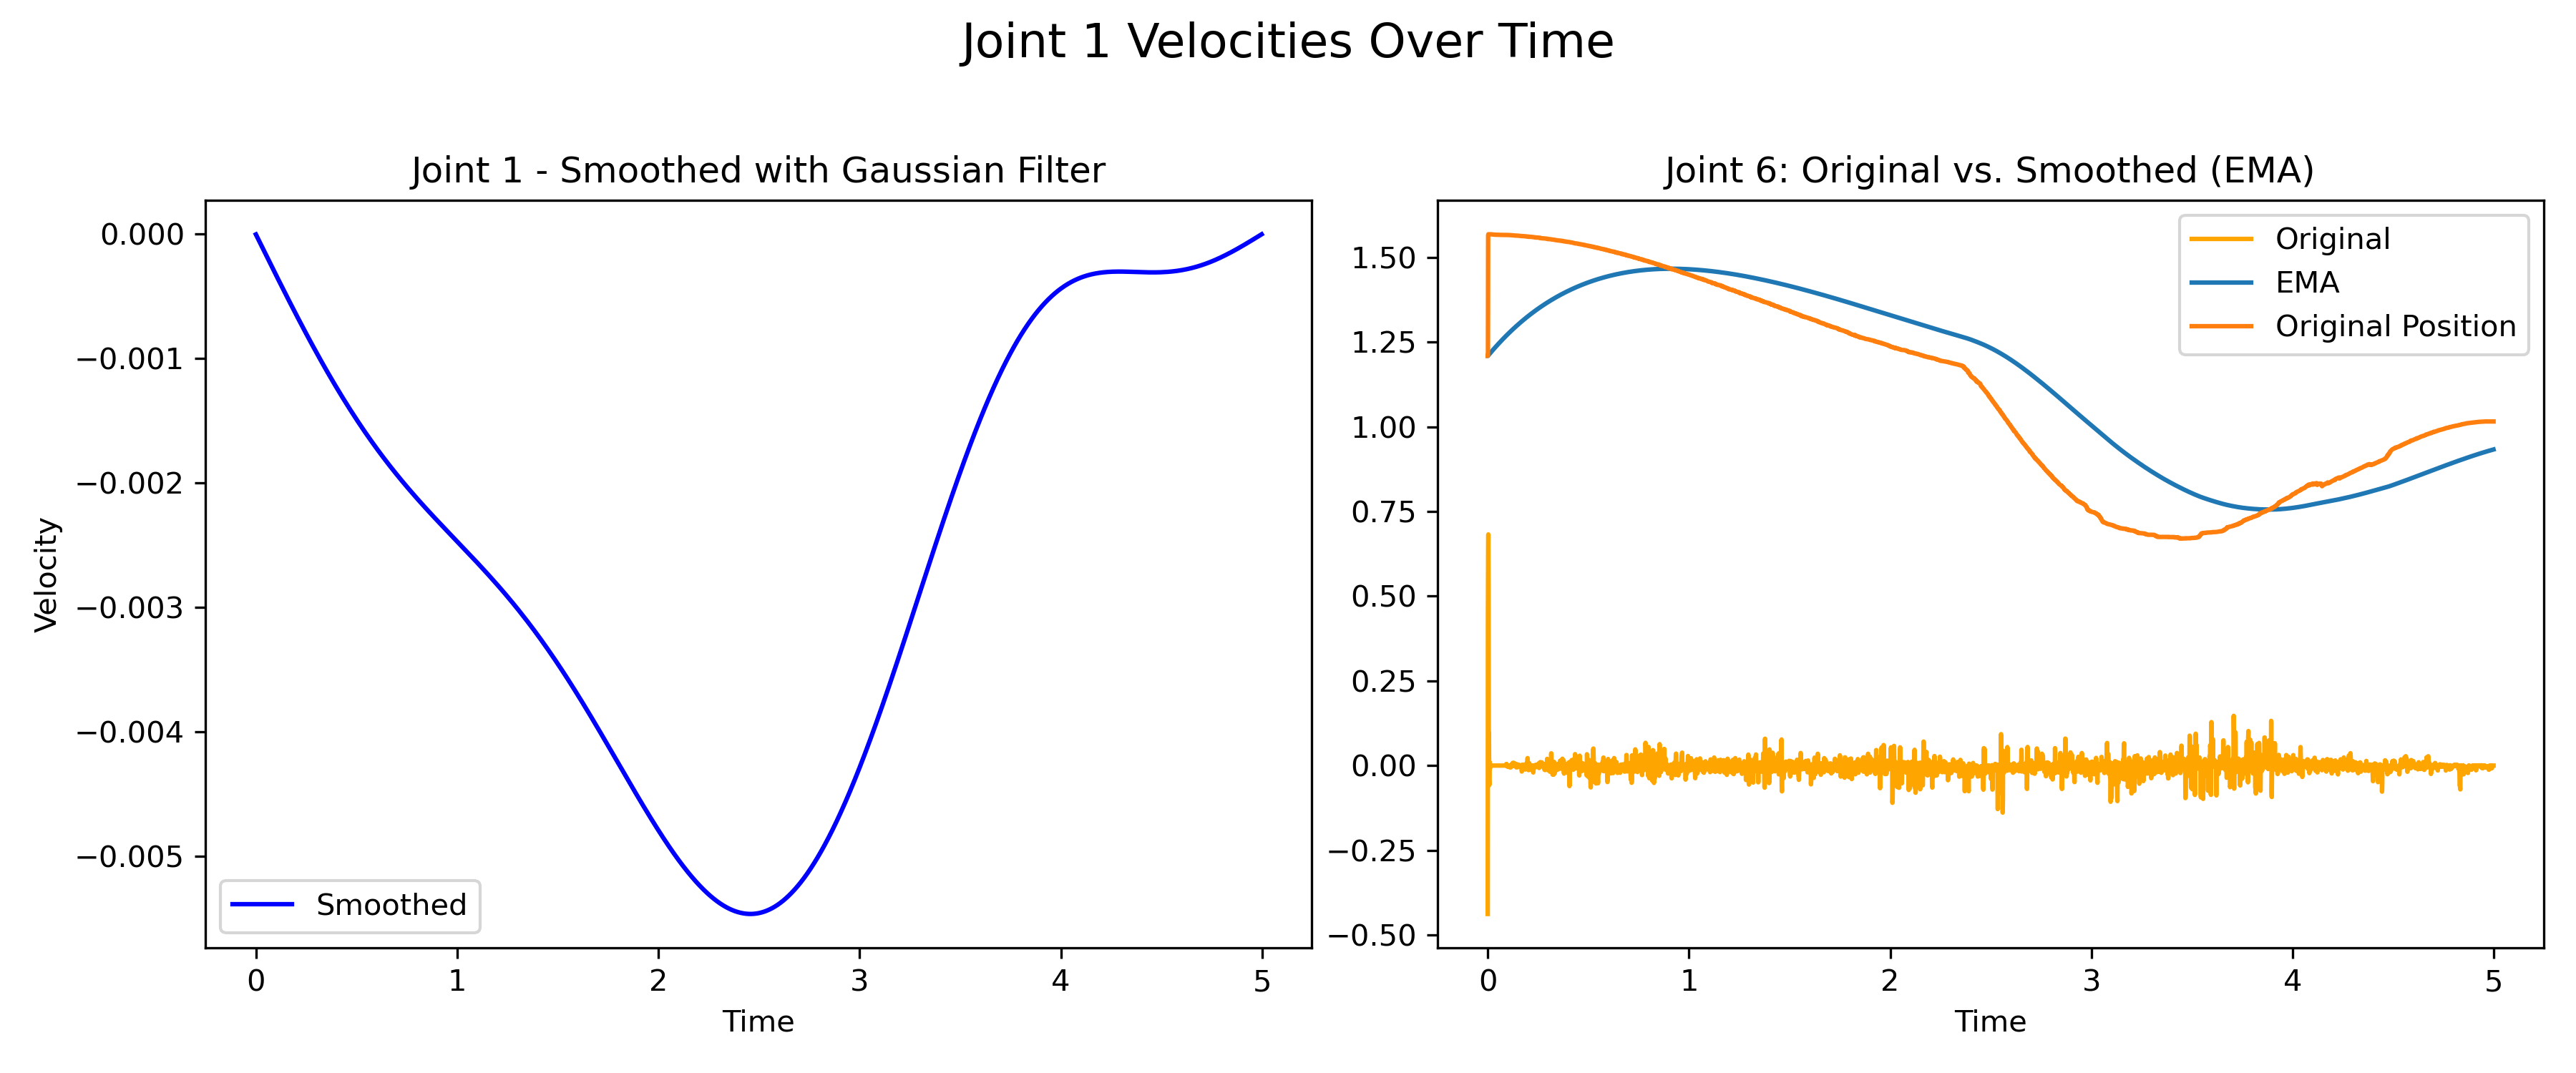 Joint 1 Velocities Over Time
Joint 1 - Smoothed with Gaussian Filter
Velocity
0.000
−0.001
−0.002
−0.003
−0.004
−0.005
Smoothed
0 1 2 3 4 5
Time
Joint 6: Original vs. Smoothed (EMA)
1.50
1.25
1.00
0.75
0.50
0.25
0.00
−0.25
−0.50
Original
EMA
Original Position
0 1 2 3 4 5
Time